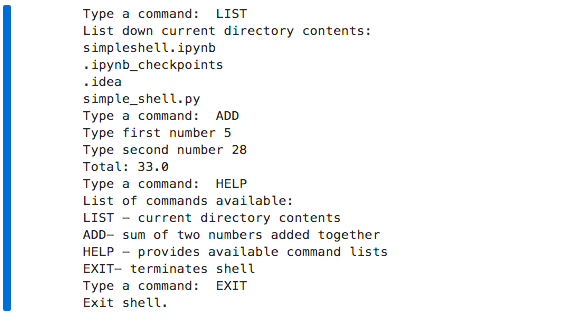 Type a command:  LIST
List down current directory contents:
simpleshell.ipynb
.ipynb_checkpoints
.idea
simple_shell.py
Type a command:  ADD
Type first number 5
Type second number 28
Total: 33.0
Type a command:  HELP
List of commands available:
LIST – current directory contents
ADD– sum of two numbers added together
HELP – provides available command lists
EXIT– terminates shell
Type a command:  EXIT
Exit shell.